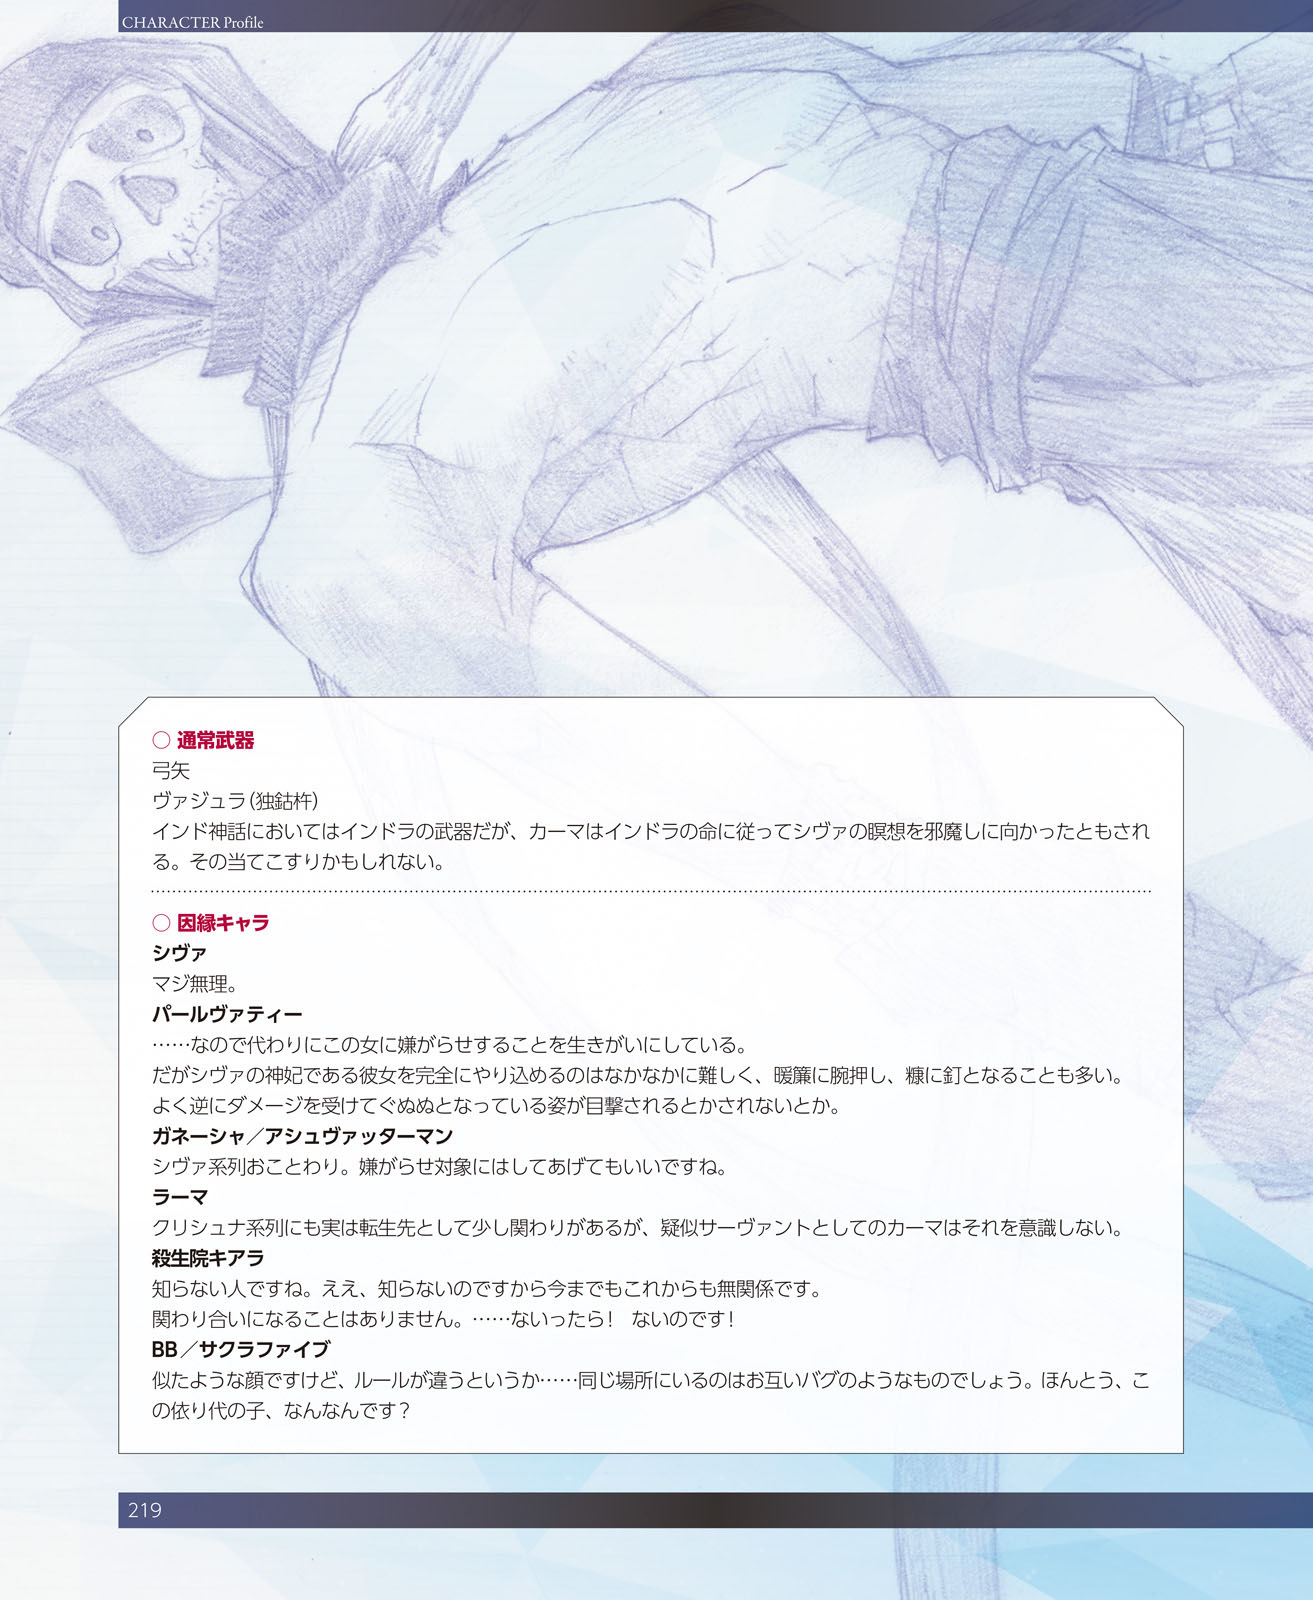 CHARACTER Profile
○ 通常武器
弓矢
ヴァジュラ（独鈷杵）
インド神話においてはインドラの武器だが、カーマはインドラの命に従ってシヴァの瞑想を邪魔しに向かったともされ
る。その当てこすりかもしれない。
○ 因縁キャラ
シヴァ
マジ無理。
パールヴァティー
……なので代わりにこの女に嫌がらせすることを生きがいにしている。
だがシヴァの神妃である彼女を完全にやり込めるのはなかなかに難しく、暖簾に腕押し、糠に釘となることも多い。
よく逆にダメージを受けてぐぬぬとなっている姿が目撃されるとかされないとか。
ガネーシャ／アシュヴァッターマン
シヴァ系列おことわり。嫌がらせ対象にはしてあげてもいいですね。
ラーマ
クリシュナ系列にも実は転生先として少し関わりがあるが、疑似サーヴァントとしてのカーマはそれを意識しない。
殺生院キアラ
知らない人ですね。ええ、知らないのですから今までもこれからも無関係です。
関わり合いになることはありません。……ないったら！　ないのです！
BB／サクラファイブ
似たような顔ですけど、ルールが違うというか……同じ場所にいるのはお互いバグのようなものでしょう。ほんとう、こ
の依り代の子、なんなんです？
219